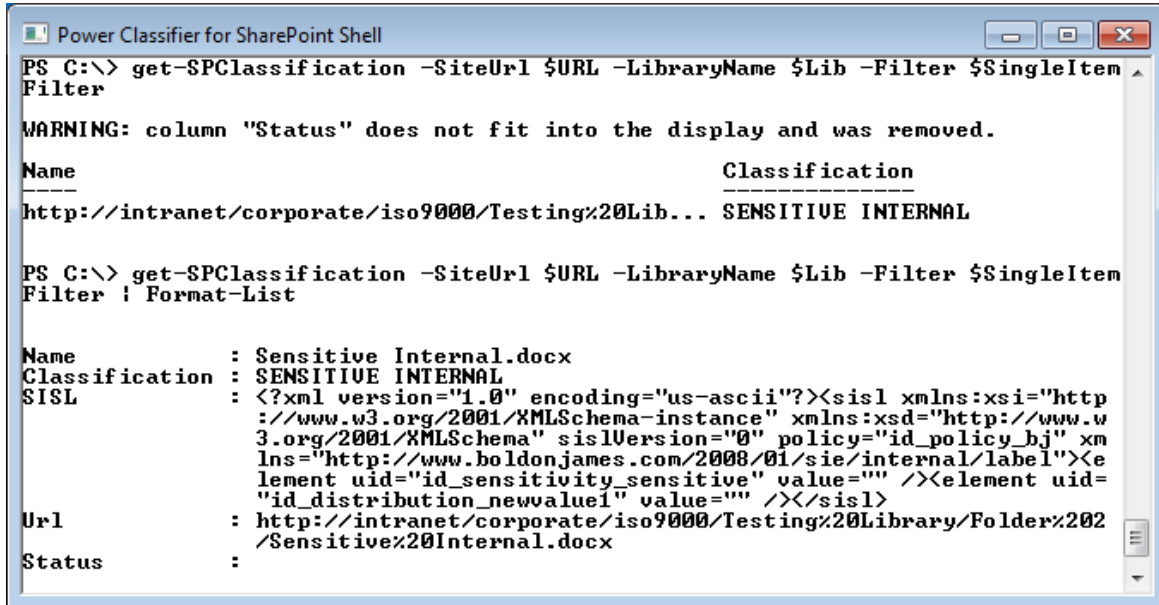 Power Classifier for SharePoint Shell
PS C:\> get-SPClassification -SiteUrl $URL -LibraryName $Lib -Filter $SingleItem
Filter
WARNING: column "Status" does not fit into the display and was removed.
Name Classification
---- --------------
http://intranet/corporate/iso9000/Testing%20Lib... SENSITIVE INTERNAL
PS C:\> get-SPClassification -SiteUrl $URL -LibraryName $Lib -Filter $SingleItem
Filter | Format-List
Name : Sensitive Internal.docx
Classification : SENSITIVE INTERNAL
SISL : <?xml version="1.0" encoding="us-ascii"?><sisl xmlns:xsi="http
://www.w3.org/2001/XMLSchema-instance" xmlns:xsd="http://www.w
3.org/2001/XMLSchema" sislVersion="0" policy="id_policy_bj" xm
lns="http://www.boldonjames.com/2008/01/sie/internal/label"><e
lement uid="id_sensitivity_sensitive" value="" /><element uid=
"id_distribution_newvalue1" value="" /></sisl>
Url : http://intranet/corporate/iso9000/Testing%20Library/Folder%202
/Sensitive%20Internal.docx
Status :